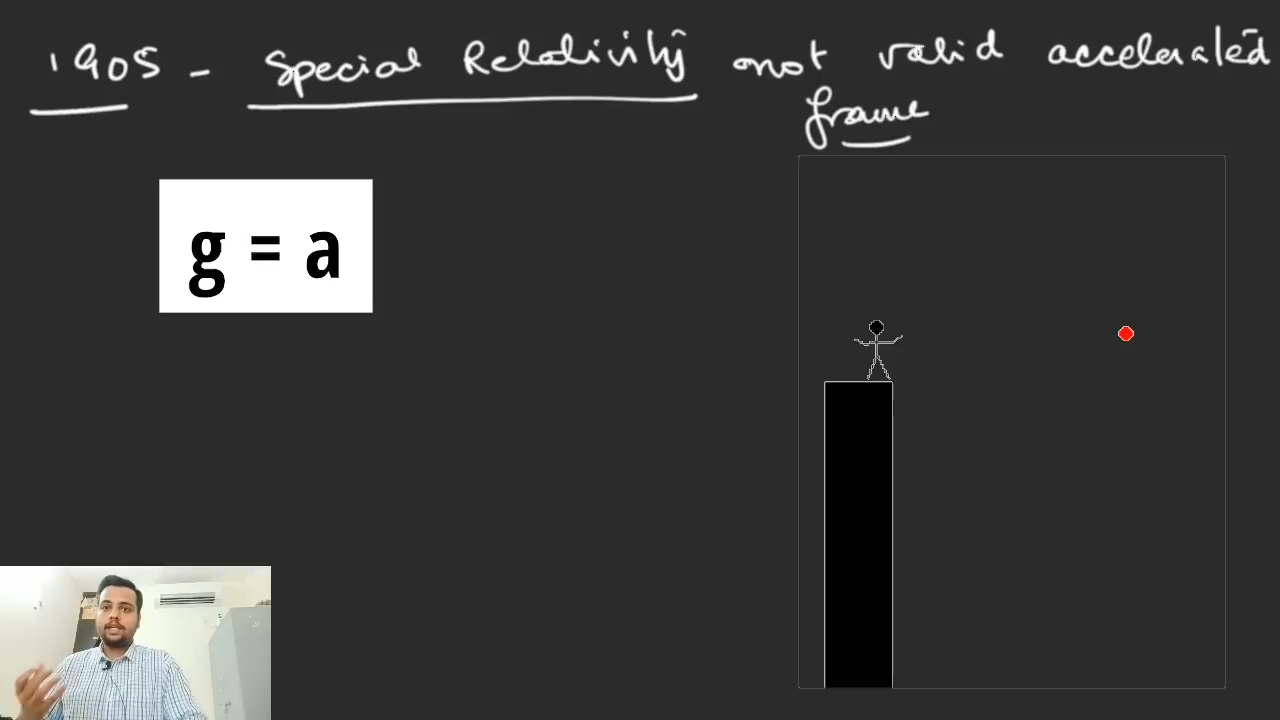 1905 - Special Relativity not valid accelerated
frame
g = a